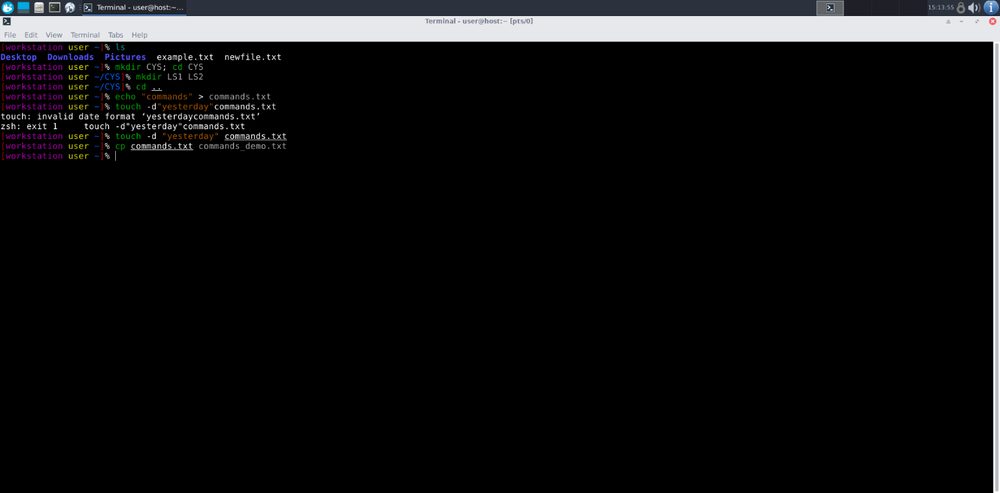 Terminal - user@host:~...
15:13:55
Terminal - user@host:~ [pts/0]
File Edit View Terminal Tabs Help
[workstation user ~]% ls
Desktop Downloads Pictures example.txt newfile.txt
[workstation user ~]% mkdir CYS; cd CYS
[workstation user ~/CYS]% mkdir LS1 LS2
[workstation user ~/CYS]% cd ..
[workstation user ~]% echo "commands" > commands.txt
[workstation user ~]% touch -d"yesterday"commands.txt
touch: invalid date format ‘yesterdaycommands.txt’
zsh: exit 1     touch -d"yesterday"commands.txt
[workstation user ~]% touch -d "yesterday" commands.txt
[workstation user ~]% cp commands.txt commands_demo.txt
[workstation user ~]%